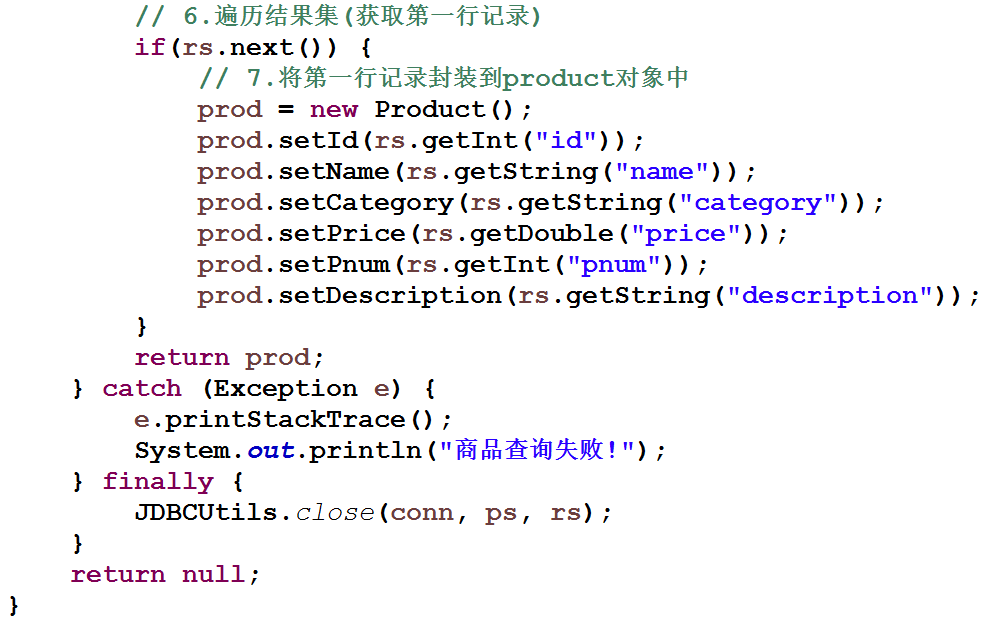 // 6.遍历结果集(获取第一行记录)
if(rs.next()) {
// 7.将第一行记录封装到product对象中
prod = new Product();
prod.setId(rs.getInt("id"));
prod.setName(rs.getString("name"));
prod.setCategory(rs.getString("category"));
prod.setPrice(rs.getDouble("price"));
prod.setPnum(rs.getInt("pnum"));
prod.setDescription(rs.getString("description"));
}
return prod;
} catch (Exception e) {
e.printStackTrace();
System.out.println("商品查询失败!");
} finally {
JDBCUtils.close(conn, ps, rs);
}
return null;
}